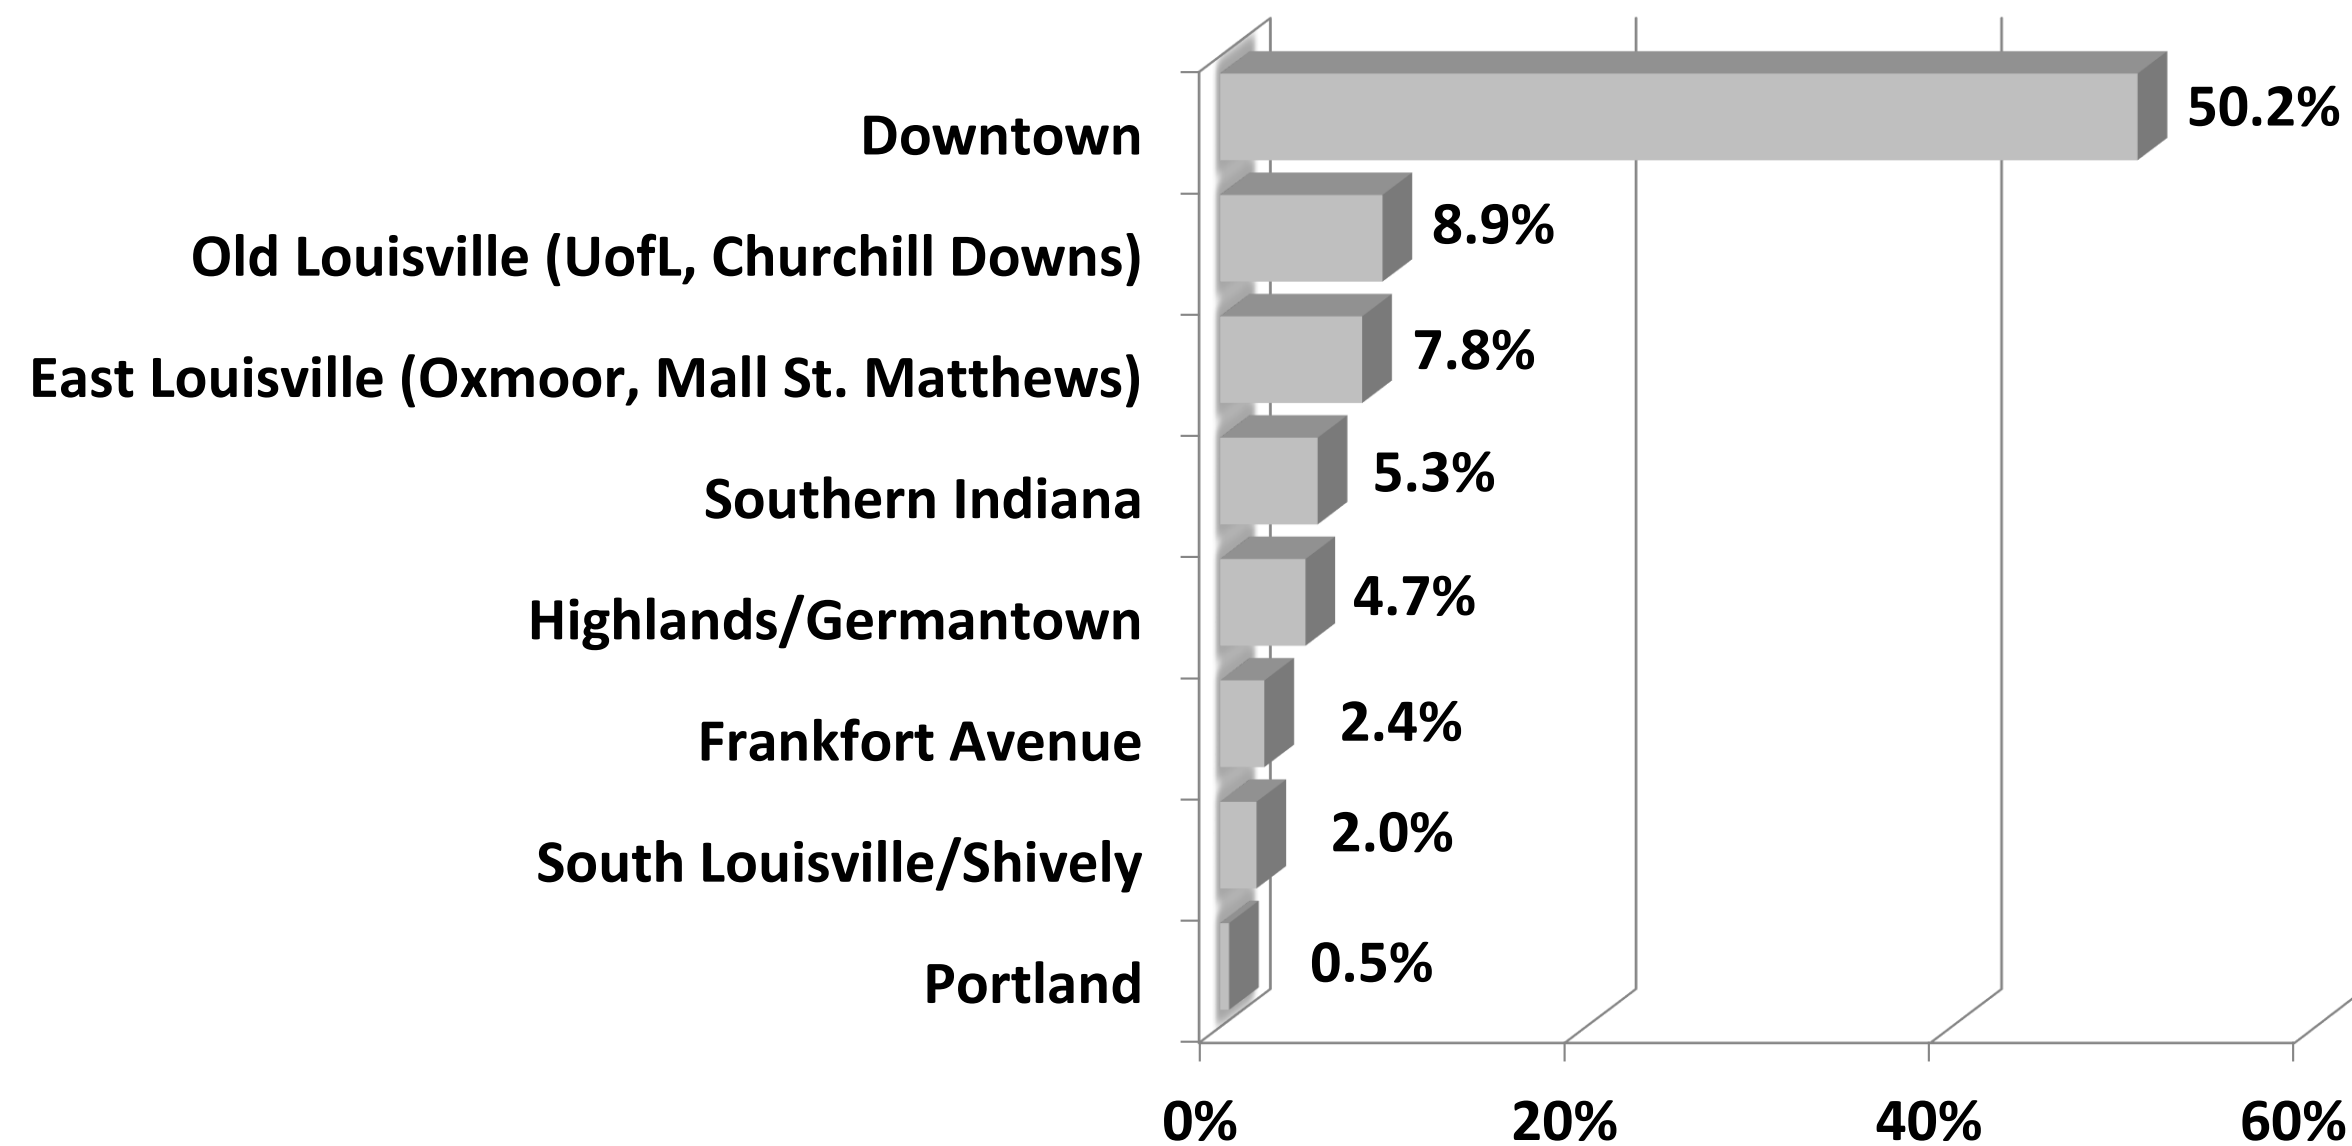 Downtown
50.2%
Old Louisville (UofL, Churchill Downs)
8.9%
East Louisville (Oxmoor, Mall St. Matthews)
7.8%
Southern Indiana
5.3%
Highlands/Germantown
4.7%
Frankfort Avenue
2.4%
South Louisville/Shively
2.0%
Portland
0.5%
0%
20%
40%
60%